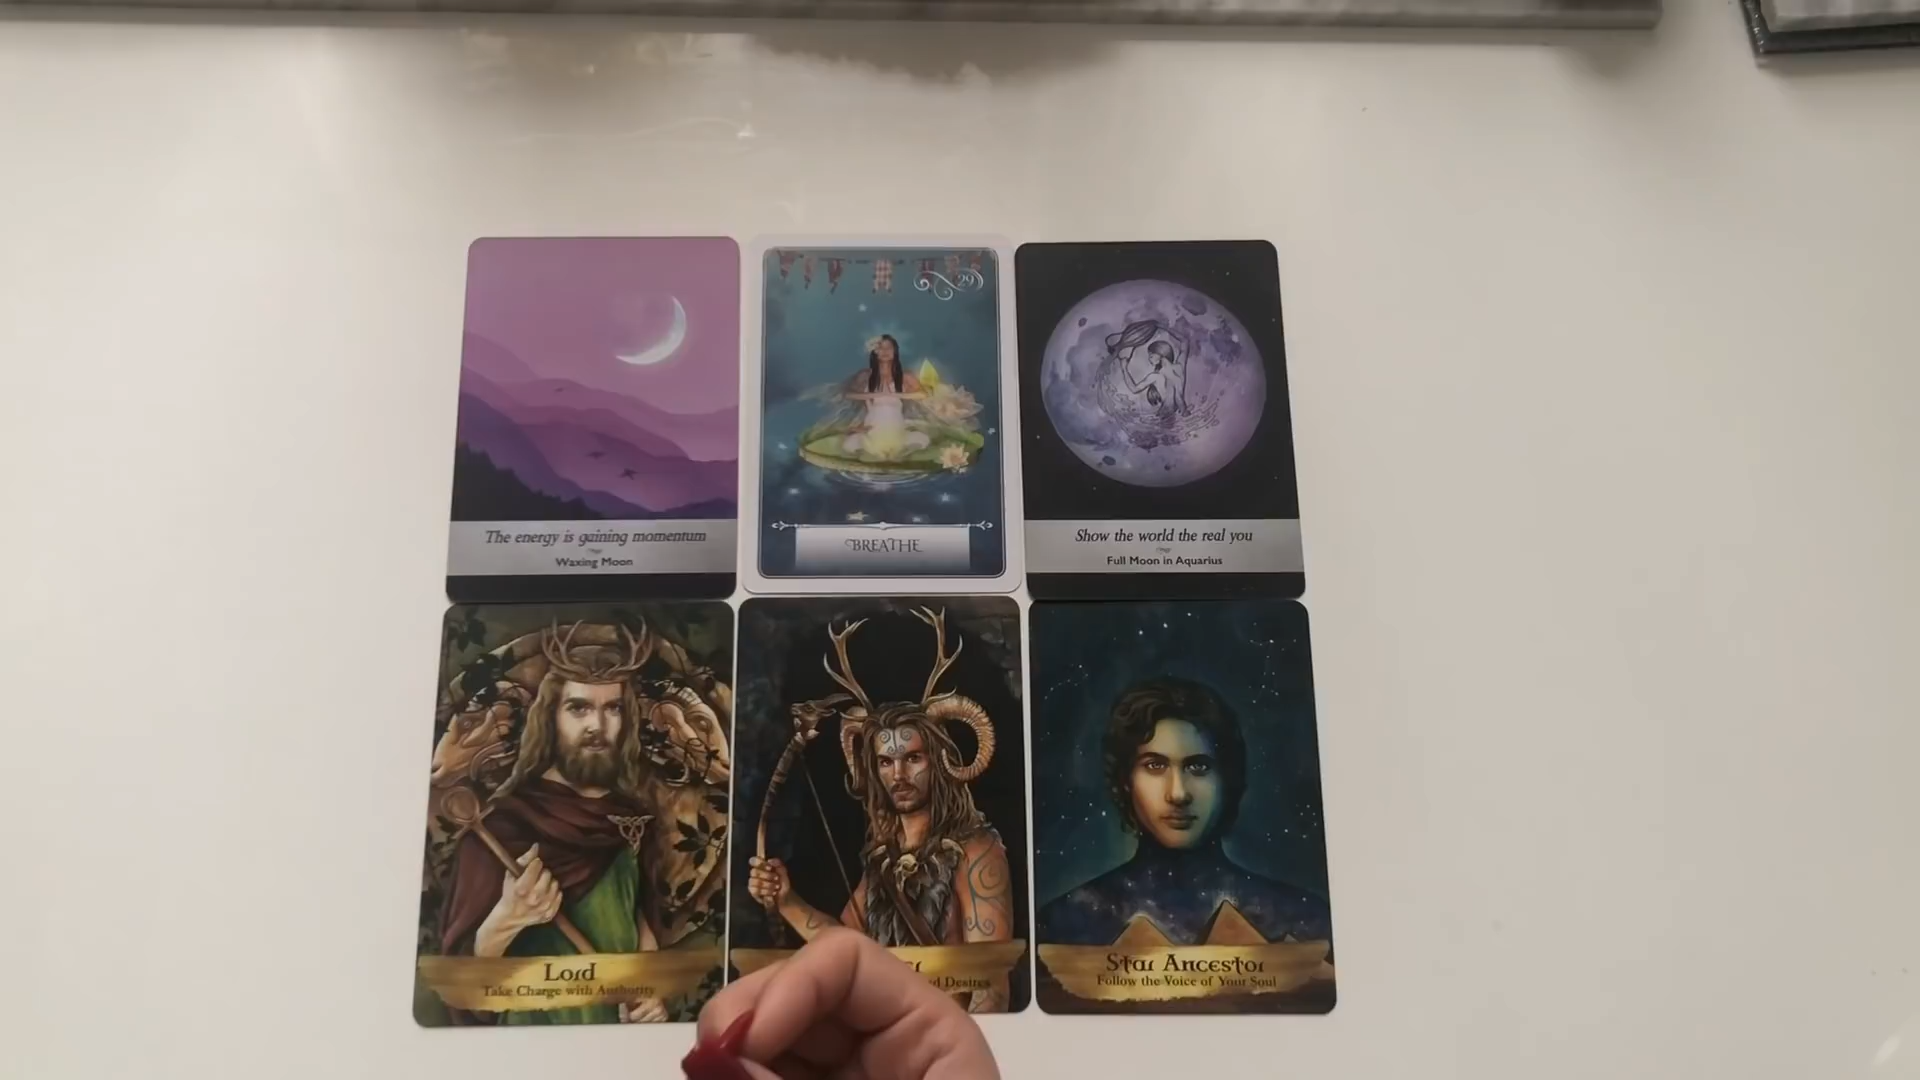 29
The energy is gaining momentum
Waxing Moon
BREATHE
Show the world the real you
Full Moon in Aquarius
Lord
Take Charge with Authority
Desires
Star Ancestor
Follow the Voice of Your Soul